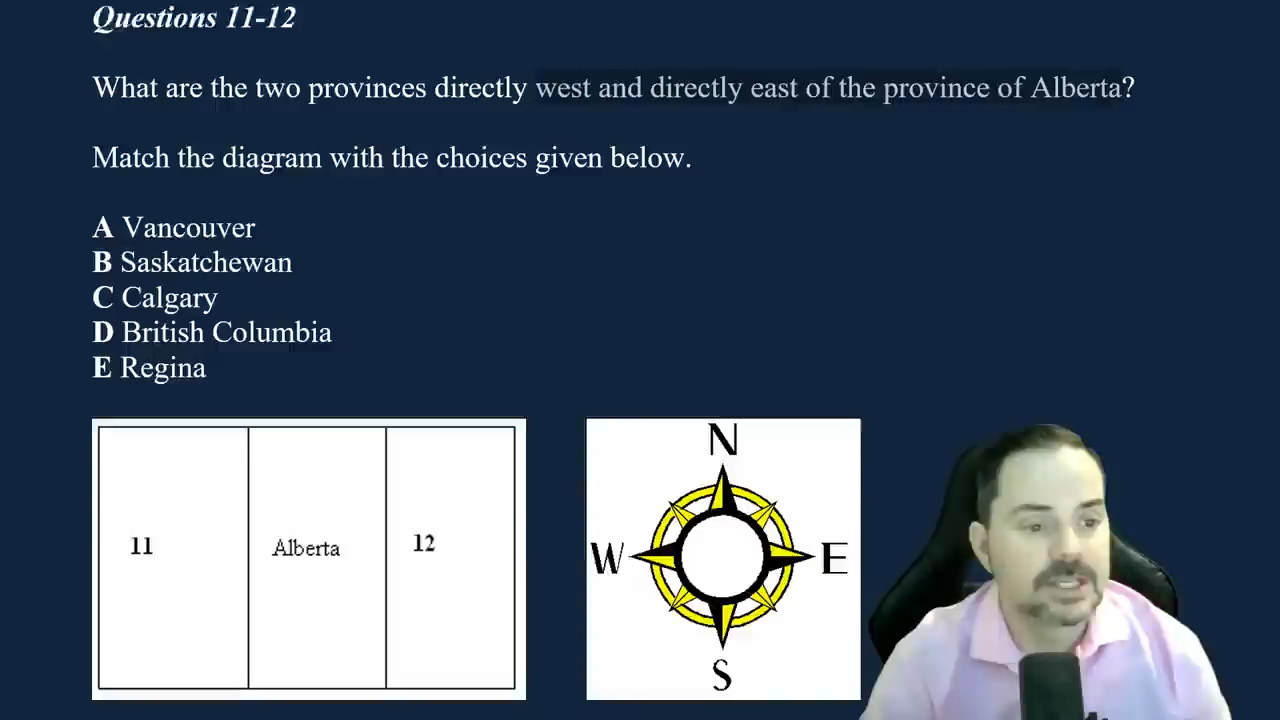 Questions 11-12
What are the two provinces directly west and directly east of the province of Alberta?
Match the diagram with the choices given below.
A Vancouver
B Saskatchewan
C Calgary
D British Columbia
E Regina
11 Alberta 12
N
W E
S